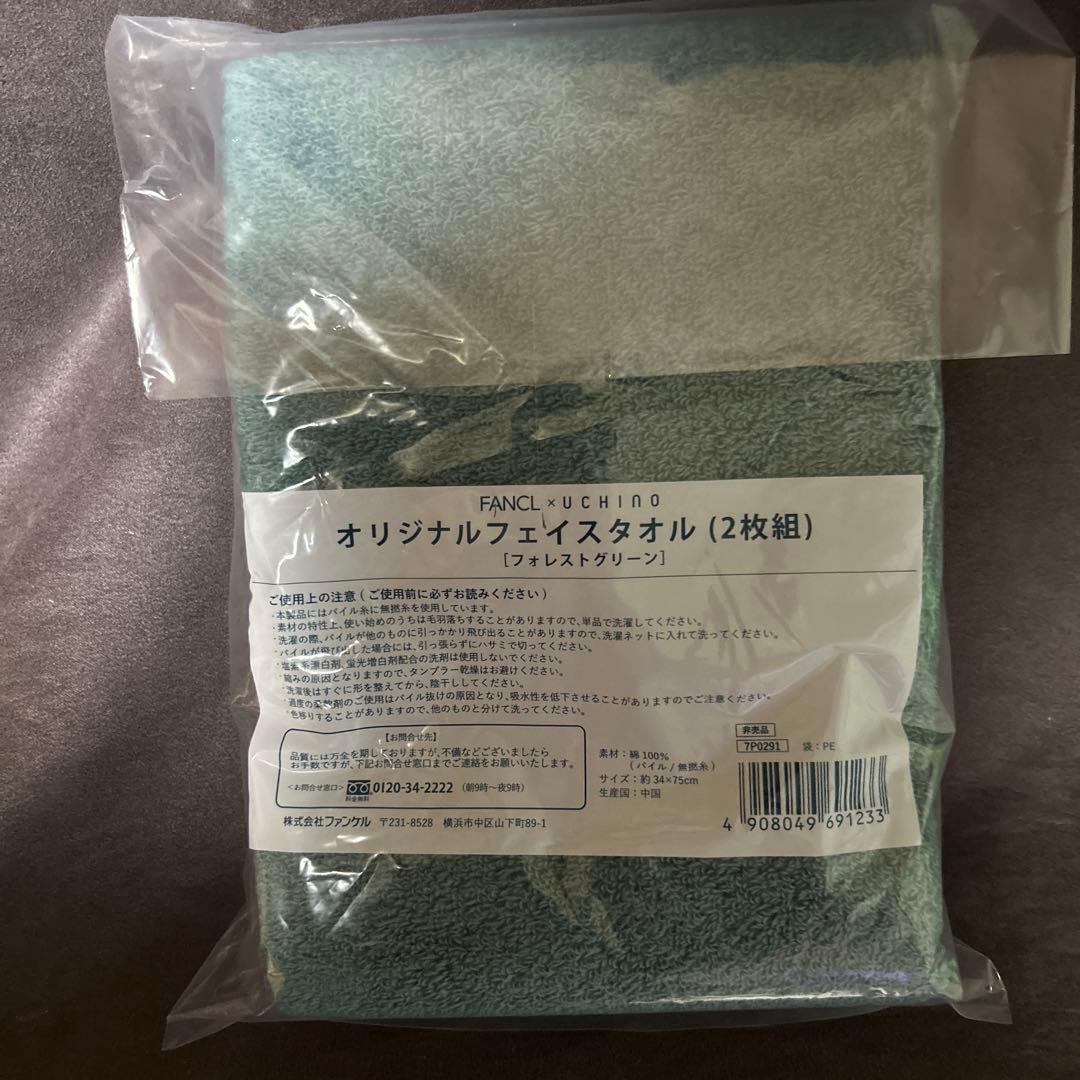 FANCL × UCHINO
オリジナルフェイスタオル (2枚組)
[フォレストグリーン]
ご使用上の注意 ( ご使用前に必ずお読みください )
・本製品にはパイル糸に無撚糸を使用しています。
・素材の特性上、使い始めのうちは毛羽落ちすることがありますので、単品で洗濯してください。
・洗濯の際、パイルが他のものに引っかかり飛び出ることがありますので、洗濯ネットに入れて洗ってください。
・パイルが飛び出した場合には、引っ張らずにハサミで切ってください。
・塩素系漂白剤、蛍光増白剤配合の洗剤は使用しないでください。
・縮みの原因となりますので、タンブラー乾燥はお避けください。
・洗濯後はすぐに形を整えてから、陰干ししてください。
・過度の柔軟剤のご使用はパイル抜けの原因となり、吸水性を低下させることがありますのでご注意ください。
・色移りすることがありますので、他のものと分けて洗ってください。
【お問合せ先】
品質には万全を期しておりますが、不備などございましたら
お手数ですが、下記お問合せ窓口までご連絡をお願いいたします。
<お問合せ窓口> 0120-34-2222 (朝9時〜夜9時)
料金無料
株式会社ファンケル 〒231-8528 横浜市中区山下町89-1
素材：綿100%
(パイル / 無撚糸)
サイズ：約34×75cm
生産国：中国
非売品
7P0291 袋：PE
4 908049 691233